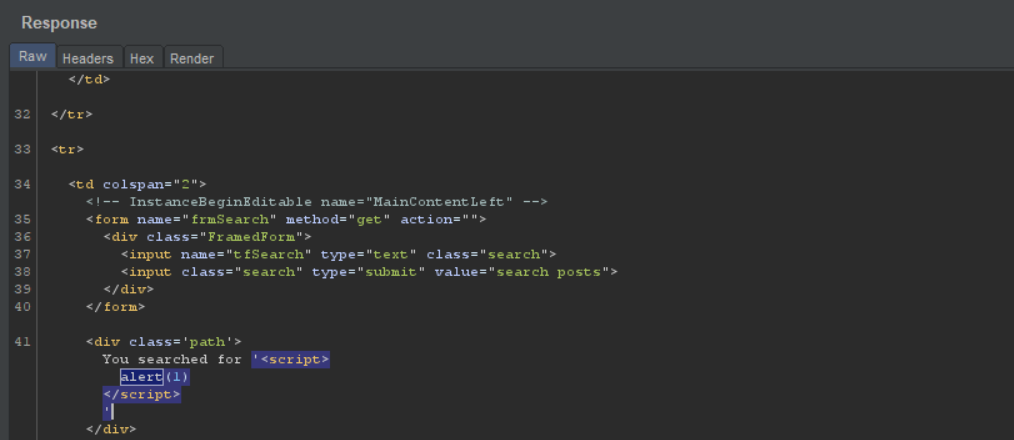 Response
Raw Headers Hex Render
</td>
32 </tr>
33 <tr>
34 <td colspan="2">
<!-- InstanceBeginEditable name="MainContentLeft" -->
35 <form name="frmSearch" method="get" action="">
36 <div class="FramedForm">
37 <input name="tfSearch" type="text" class="search">
38 <input class="search" type="submit" value="search posts">
39 </div>
40 </form>
41 <div class='path'>
You searched for '<script>
alert(1)
</script>
'
</div>